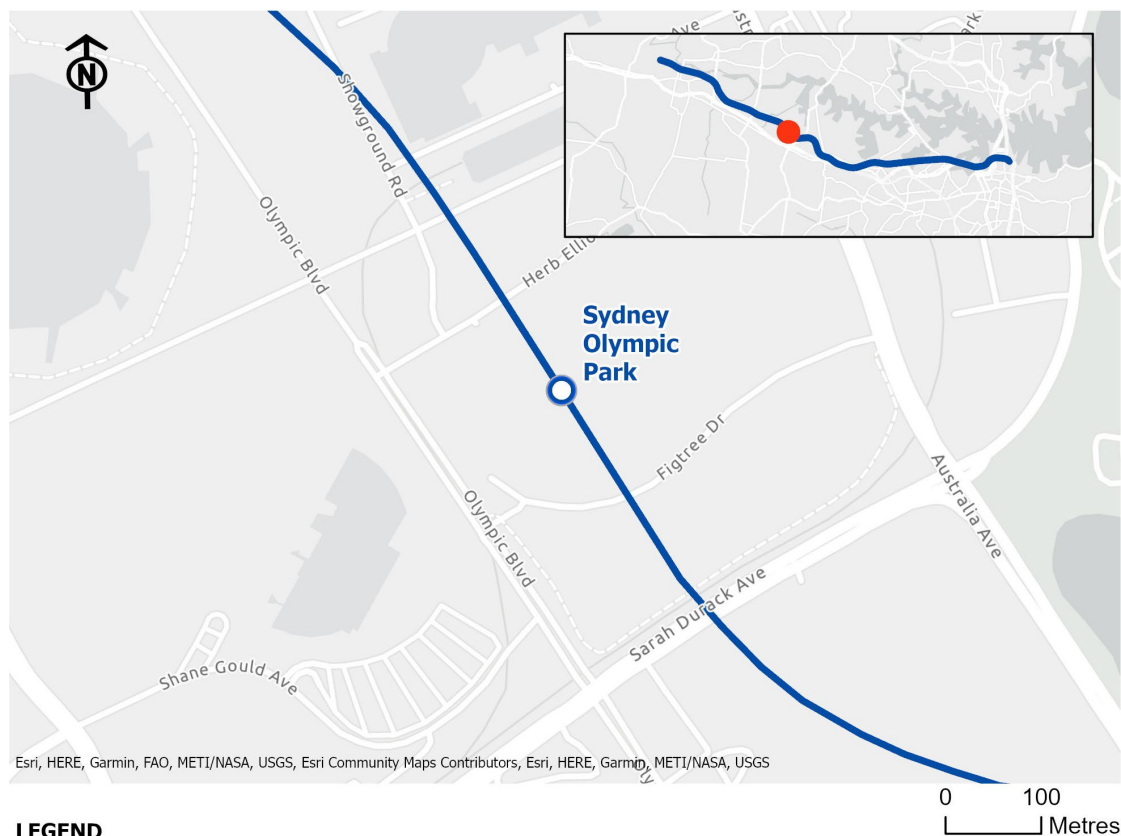 N
Ave
Showground Rd
Olympic Blvd
Sydney
Olympic
Park
Figtree Dr
Olympic Blvd
Australia Ave
Sarah Durack Ave
Shane Gould Ave
Esri, HERE, Garmin, FAO, METI/NASA, USGS, Esri Community Maps Contributors, Esri, HERE, Garmin, METI/NASA, USGS
0 100
Metres
LEGEND